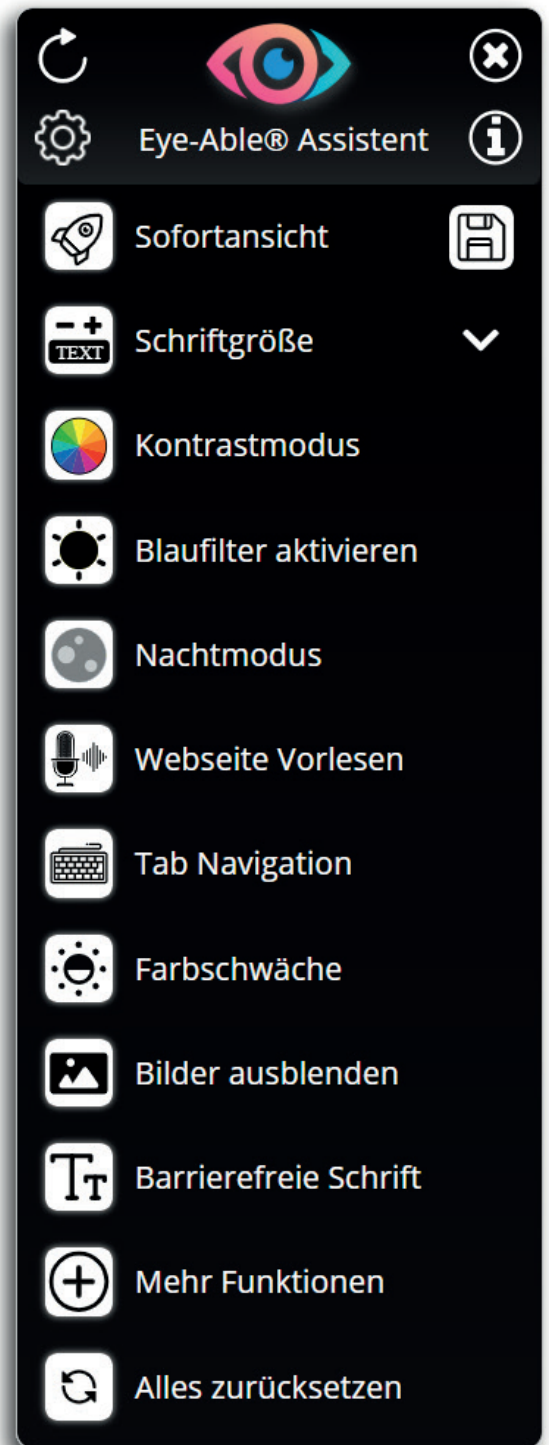 Eye-Able® Assistent
Sofortansicht
TEXT
Schriftgröße
Kontrastmodus
Blaufilter aktivieren
Nachtmodus
Webseite Vorlesen
Tab Navigation
Farbschwäche
Bilder ausblenden
Tт Barrierefreie Schrift
Mehr Funktionen
Alles zurücksetzen